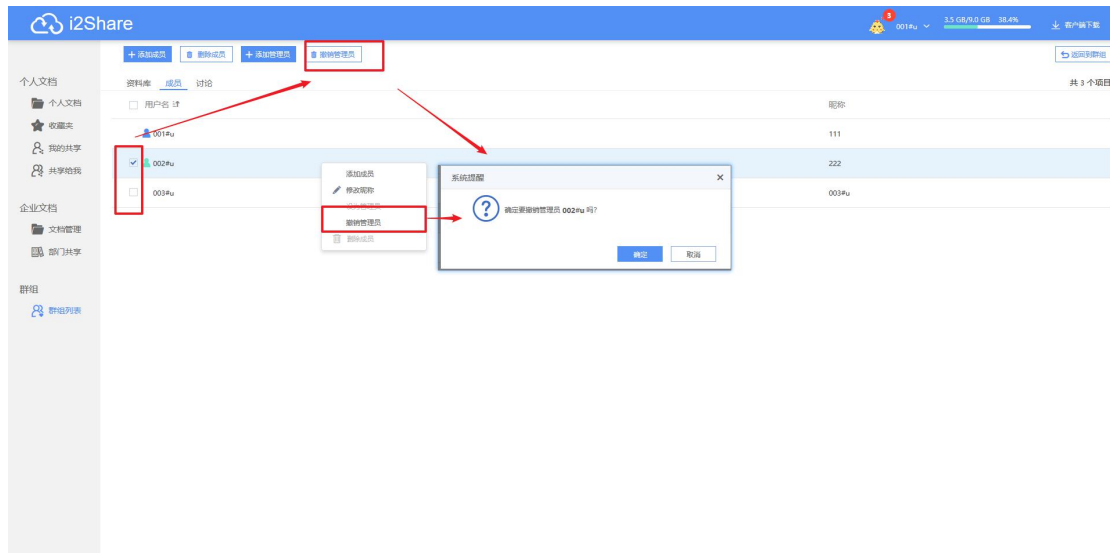 i2Share
3
001#u
3.5 GB/9.0 GB 38.4%
客户端下载
添加成员
删除成员
添加管理员
撤销管理员
返回到群组
个人文档
个人文档
收藏夹
我的共享
共享给我
企业文档
文档管理
部门共享
群组
群组列表
资料库 成员 讨论
共 3 个项目
用户名
昵称
001#u
111
002#u
222
003#u
003#u
添加成员
修改昵称
撤销管理员
删除成员
系统提醒
确定要撤销管理员 002#u 吗?
确定
取消